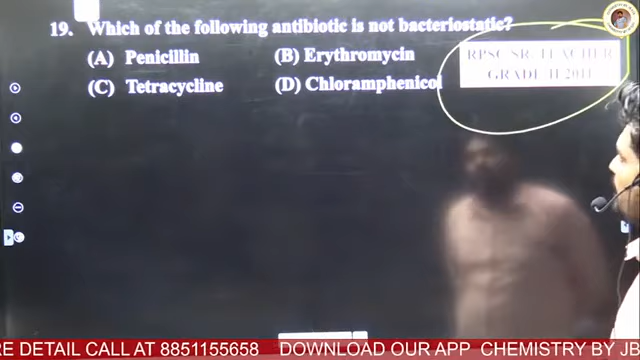 19. Which of the following antibiotic is not bacteriostatic?
(A) Penicillin (B) Erythromycin
(C) Tetracycline (D) Chloramphenicol
RPSC SR. TEACHER
GRADE II 2011
RE DETAIL CALL AT 8851155658 DOWNLOAD OUR APP CHEMISTRY BY JB